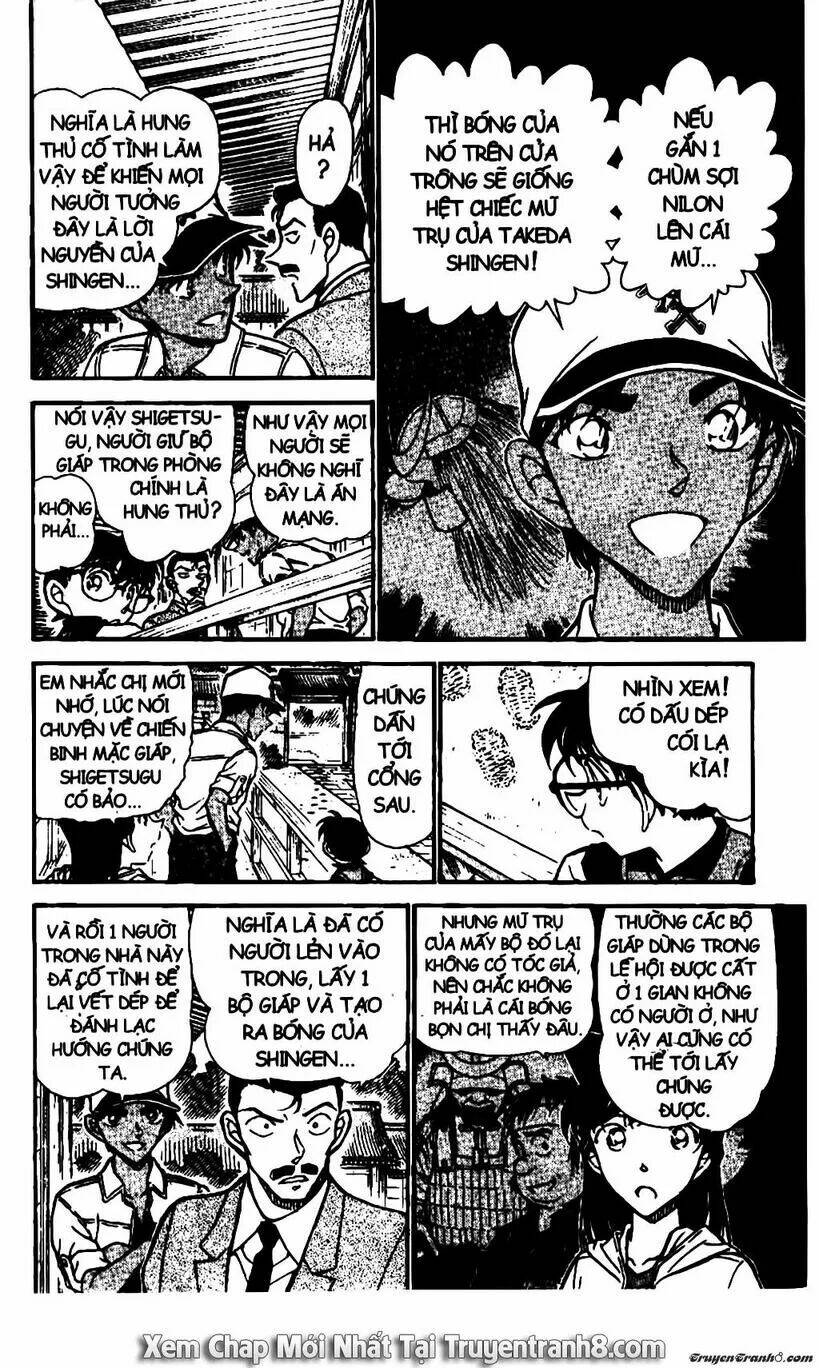 NẾU
GẮN 1
CHÙM SỢI
NILON
LÊN CÁI
MŨ...
THÌ BÓNG CỦA
NÓ TRÊN CỬA
TRÔNG SẼ GIỐNG
HỆT CHIẾC MŨ
TRỤ CỦA TAKEDA
SHINGEN!
HẢ
?
NGHĨA LÀ HUNG
THỦ CỐ TÌNH LÀM
VẬY ĐỂ KHIẾN MỌI
NGƯỜI TƯỞNG
ĐÂY LÀ LỜI
NGUYỀN CỦA
SHINGEN...
NHƯ VẬY MỌI
NGƯỜI SẼ
KHÔNG NGHĨ
ĐÂY LÀ ÁN
MẠNG.
NÓI VẬY SHIGETSU-
GU, NGƯỜI GIỮ BỘ
GIÁP TRONG PHÒNG
CHÍNH LÀ
HUNG THỦ?
KHÔNG
PHẢI...
NHÌN XEM!
CÓ DẤU DÉP
CÓI LẠ
KÌA!
CHÚNG
DẪN
TỚI
CỔNG
SAU.
EM NHẮC CHỊ MỚI
NHỚ, LÚC NÓI
CHUYỆN VỀ CHIẾN
BINH MẶC GIÁP,
SHIGETSUGU
CÓ BẢO...
THƯỜNG CÁC BỘ
GIÁP DÙNG TRONG
LỄ HỘI ĐƯỢC CẤT
Ở 1 GIAN KHÔNG
CÓ NGƯỜI Ở, NHƯ
VẬY AI CŨNG CÓ
THỂ TỚI LẤY
CHÚNG
ĐƯỢC.
NHƯNG MŨ TRỤ
CỦA MẤY BỘ ĐÓ LẠI
KHÔNG CÓ TÓC GIẢ,
NÊN CHẮC KHÔNG
PHẢI LÀ CÁI BÓNG
BỌN CHỊ THẤY ĐÂU.
NGHĨA LÀ ĐÃ CÓ
NGƯỜI LẺN VÀO
TRONG, LẤY 1
BỘ GIÁP VÀ TẠO
RA BÓNG CỦA
SHINGEN...
VÀ RỒI 1 NGƯỜI
TRONG NHÀ NÀY
ĐÃ CỐ TÌNH ĐỂ
LẠI VẾT DÉP ĐỂ
ĐÁNH LẠC
HƯỚNG CHÚNG
TA.
Xem Chap Mới Nhất Tại Truyentranh8.com
TruyenTranh8.com